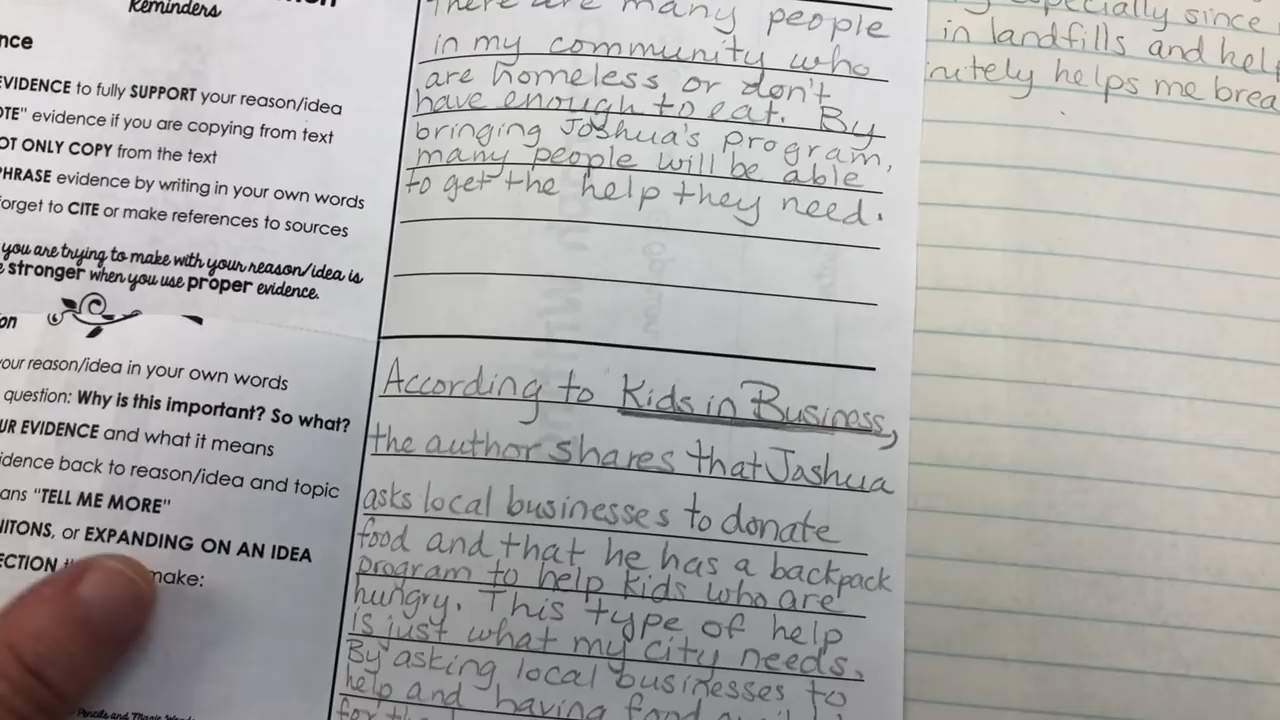 Reminders
nce
EVIDENCE to fully SUPPORT your reason/idea
OTE" evidence if you are copying from text
OT ONLY COPY from the text
PHRASE evidence by writing in your own words
forget to CITE or make references to sources
you are trying to make with your reason/idea is
stronger when you use proper evidence.
on
your reason/idea in your own words
question: Why is this important? So what?
UR EVIDENCE and what it means
idence back to reason/idea and topic
ans "TELL ME MORE"
NITONS, or EXPANDING ON AN IDEA
ECTION
make:
Pencils and Magic
There are many people
in my community who
are homeless or don't
have enough to eat. By
bringing Joshua's program,
many people will be able
to get the help they need.
According to Kids in Business,
the author shares that Joshua
asks local businesses to donate
food and that he has a backpack
program to help kids who are
hungry. This type of help
is just what my city needs.
By asking local businesses to
help and having food
for
especially since
in landfills and help
nutely helps me brea